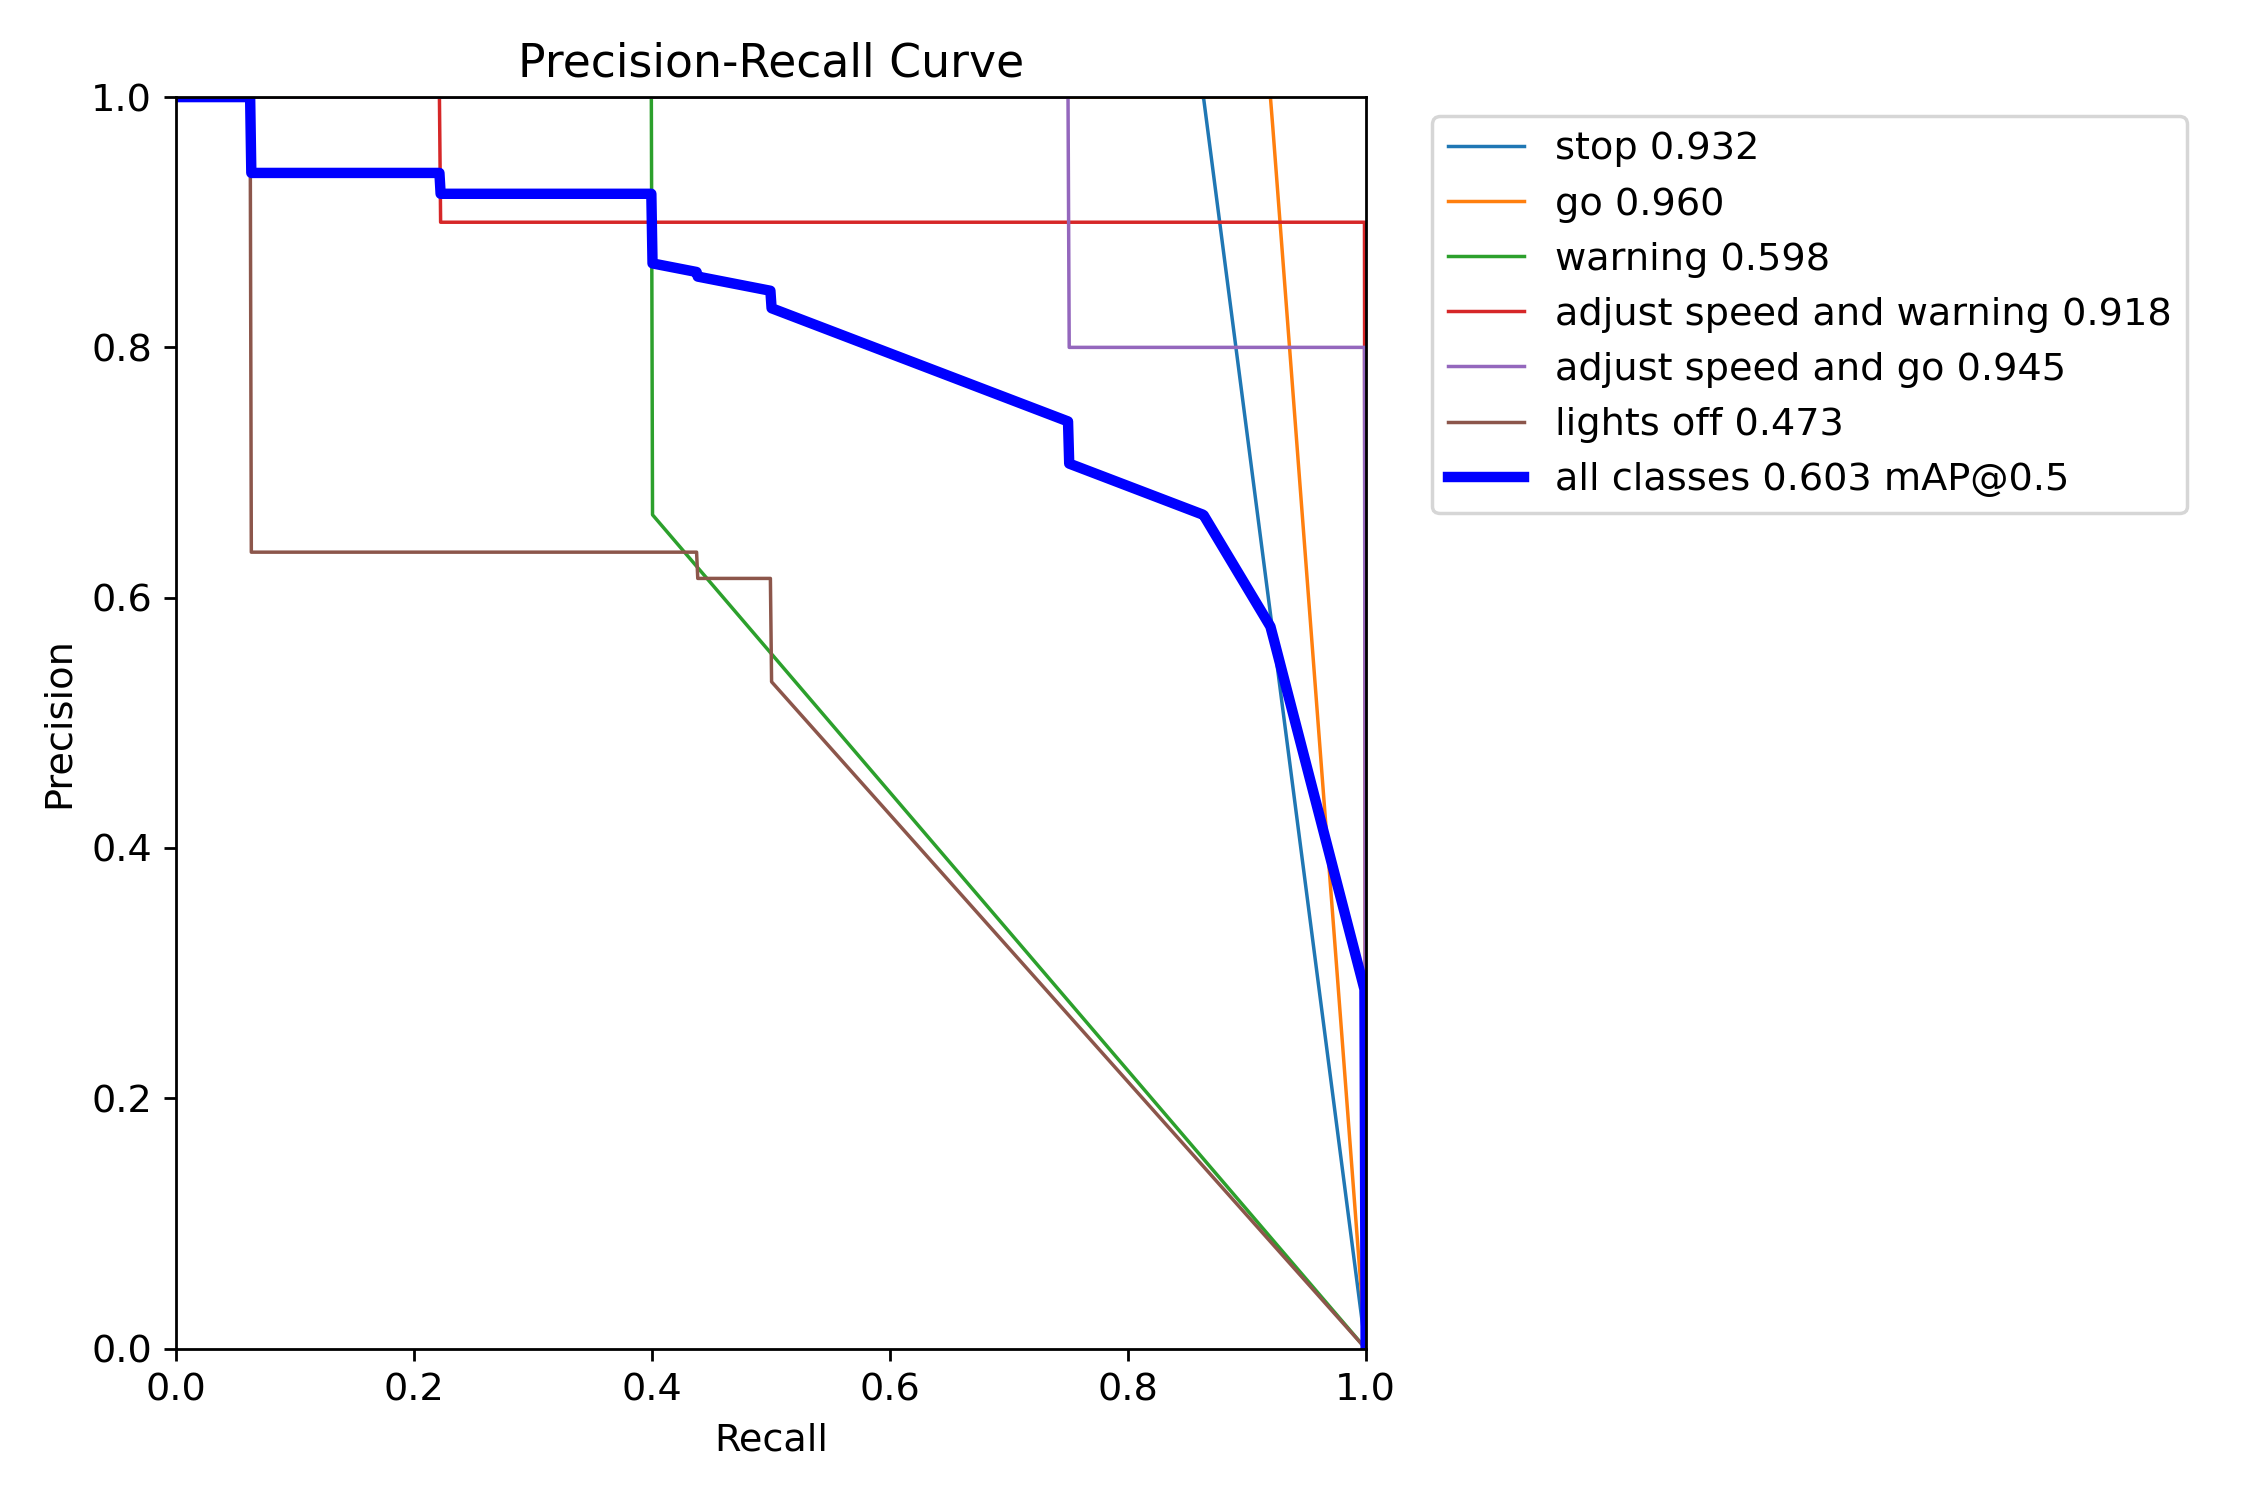 Precision-Recall Curve
1.0
0.8
0.6
0.4
0.2
0.0
Precision
0.0 0.2 0.4 0.6 0.8 1.0
Recall
stop 0.932
go 0.960
warning 0.598
adjust speed and warning 0.918
adjust speed and go 0.945
lights off 0.473
all classes 0.603 mAP@0.5